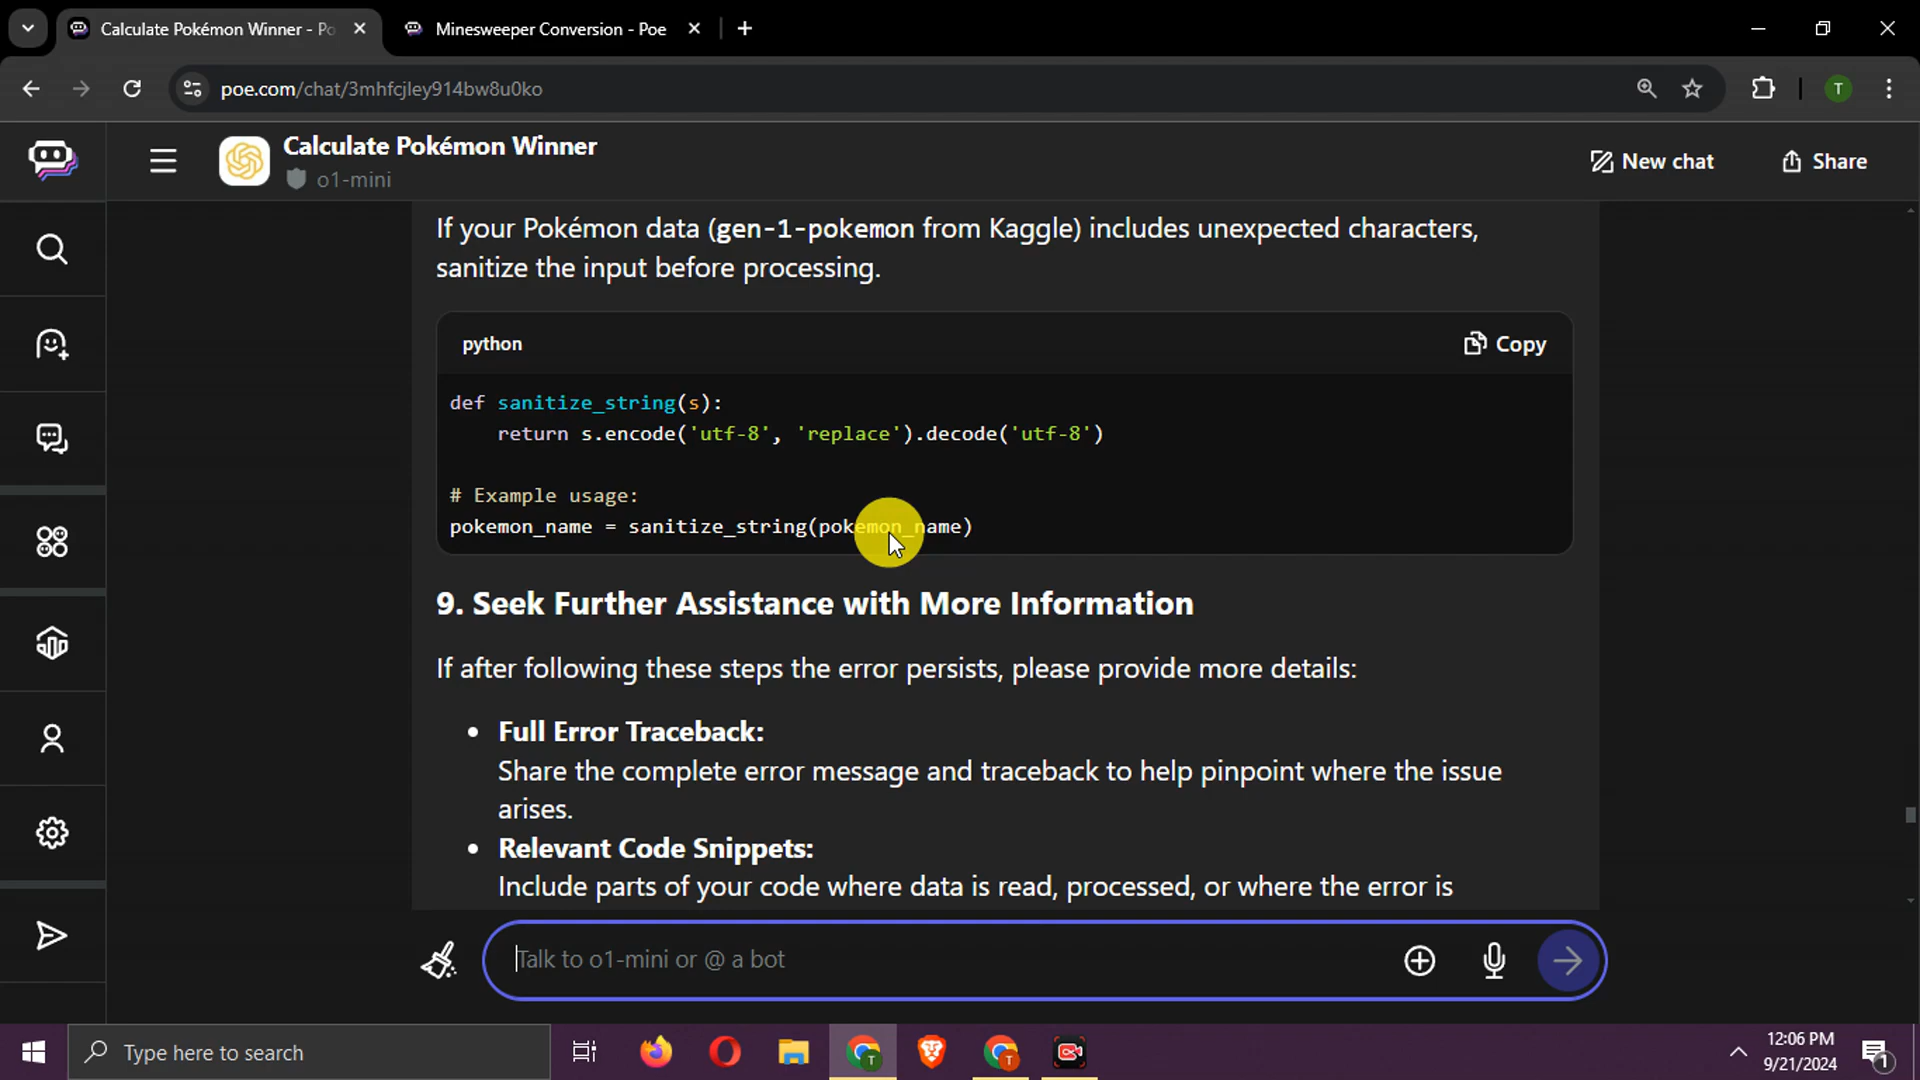 Calculate Pokémon Winner - Po
Minesweeper Conversion - Poe
poe.com/chat/3mhfcjley914bw8u0ko
T
Calculate Pokémon Winner
o1-mini
New chat
Share
If your Pokémon data (gen-1-pokemon from Kaggle) includes unexpected characters,
sanitize the input before processing.
python
Copy
def sanitize_string(s):
return s.encode('utf-8', 'replace').decode('utf-8')
# Example usage:
pokemon_name = sanitize_string(pokemon_name)
9. Seek Further Assistance with More Information
If after following these steps the error persists, please provide more details:
• Full Error Traceback:
Share the complete error message and traceback to help pinpoint where the issue
arises.
• Relevant Code Snippets:
Include parts of your code where data is read, processed, or where the error is
Talk to o1-mini or @ a bot
Type here to search
T
T
12:06 PM
9/21/2024
1